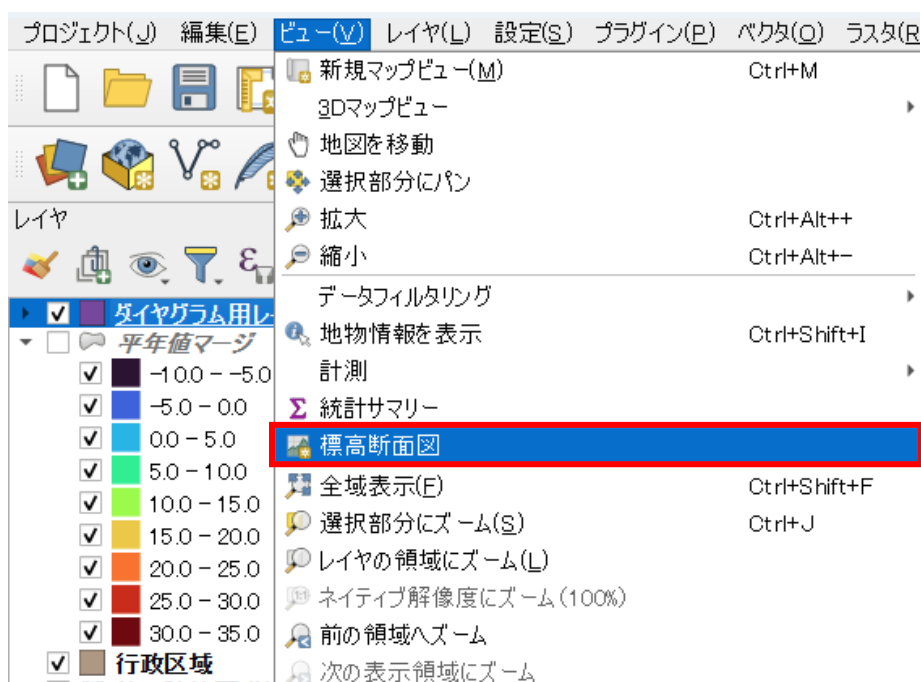 プロジェクト(J) 編集(E) ビュー(V) レイヤ(L) 設定(S) プラグイン(P) ベクタ(O) ラスタ(R
新規マップビュー(M) Ctrl+M
3Dマップビュー
地図を移動
選択部分にパン
レイヤ
拡大 Ctrl+Alt++
縮小 Ctrl+Alt+-
データフィルタリング
ダイヤグラム用レ
地物情報を表示 Ctrl+Shift+I
平年値マージ
計測
-10.0 - -5.0
統計サマリー
-5.0 - 0.0
標高断面図
0.0 - 5.0
5.0 - 10.0
全域表示(F) Ctrl+Shift+F
10.0 - 15.0
選択部分にズーム(S) Ctrl+J
15.0 - 20.0
レイヤの領域にズーム(L)
20.0 - 25.0
ネイティブ解像度にズーム(100%)
25.0 - 30.0
前の領域へズーム
30.0 - 35.0
行政区域
次の表示領域にズーム